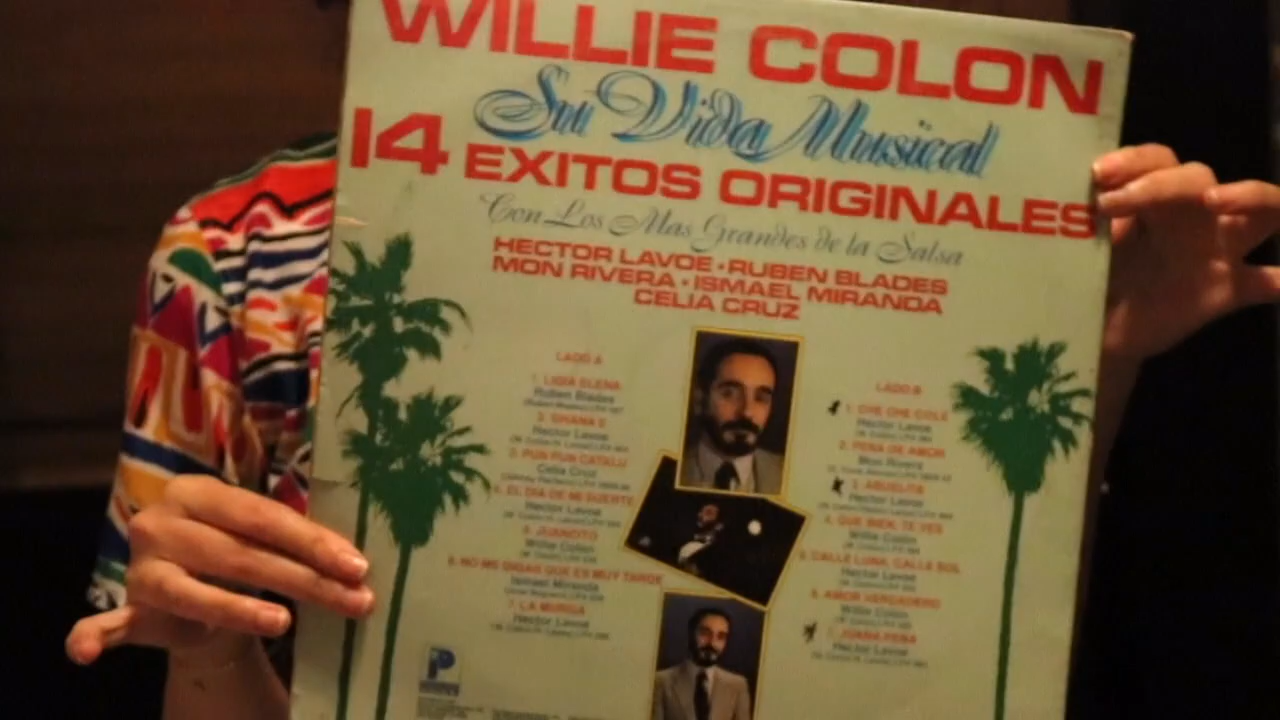 WILLIE COLON
Su Vida Musical
14 EXITOS ORIGINALES
Con Los Mas Grandes de la Salsa
HECTOR LAVOE • RUBEN BLADES
MON RIVERA • ISMAEL MIRANDA
CELIA CRUZ
LADO A
1. LIGIA ELENA
Ruben Blades
2. GHANA E
Hector Lavoe
3. PUN PUN CATALU
Celia Cruz
4. EL DIA DE MI SUERTE
Hector Lavoe
5. JUANCITO
Willie Colon
6. NO ME DIGAS QUE ES MUY TARDE
Ismael Miranda
7. LA MURGA
Hector Lavoe
LADO B
1. CHE CHE COLE
Hector Lavoe
2. PENA DE AMOR
Mon Rivera
3. ABUELITA
Hector Lavoe
4. QUE BIEN TE VES
Willie Colon
5. CALLE LUNA, CALLE SOL
Hector Lavoe
6. AMOR VERDADERO
Willie Colon
7. JUANA PEÑA
Hector Lavoe